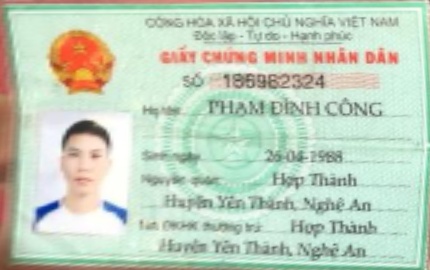 CỘNG HÒA XÃ HỘI CHỦ NGHĨA VIỆT NAM
Độc lập - Tự do - Hạnh phúc
GIẤY CHỨNG MINH NHÂN DÂN
SỐ 186982324
Họ tên PHẠM ĐÌNH CÔNG
Sinh ngày 26-04-1988
Nguyên quán Hợp Thành
Huyện Yên Thành, Nghệ An
Nơi ĐKHK thường trú Hợp Thành
Huyện Yên Thành, Nghệ An